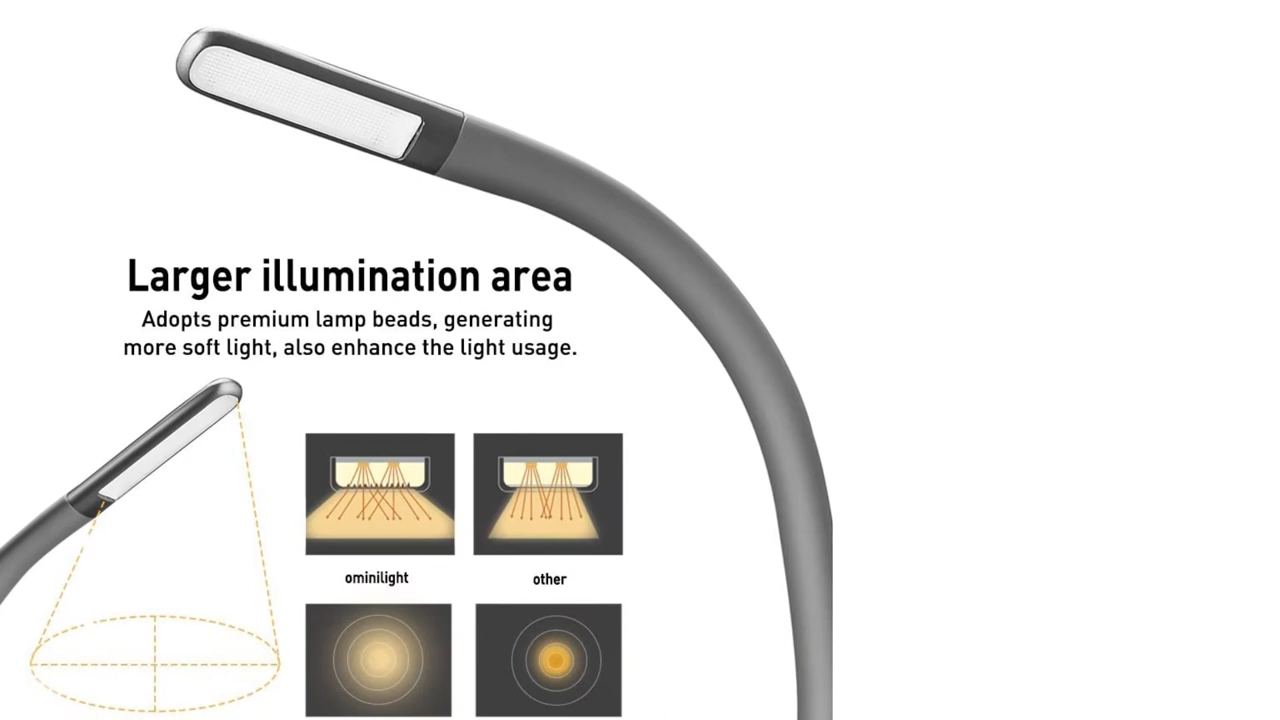 Larger illumination area
Adopts premium lamp beads, generating
more soft light, also enhance the light usage.
ominilight
other